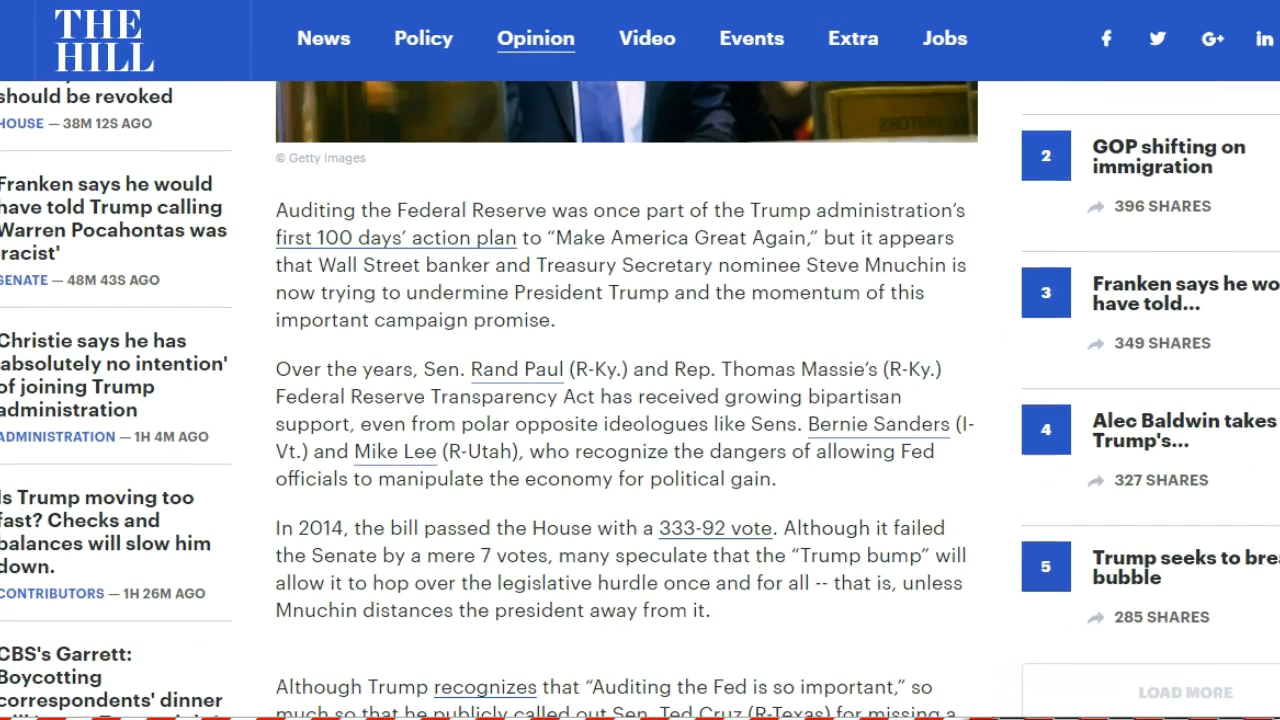 THE
HILL
News Policy Opinion Video Events Extra Jobs
should be revoked
HOUSE — 38M 12S AGO
Franken says he would
have told Trump calling
Warren Pocahontas was
racist'
SENATE — 48M 43S AGO
Christie says he has
absolutely no intention'
of joining Trump
administration
ADMINISTRATION — 1H 4M AGO
Is Trump moving too
fast? Checks and
balances will slow him
down.
CONTRIBUTORS — 1H 26M AGO
CBS's Garrett:
Boycotting
correspondents' dinner
VISITORS
© Getty Images
Auditing the Federal Reserve was once part of the Trump administration's
first 100 days' action plan to “Make America Great Again,” but it appears
that Wall Street banker and Treasury Secretary nominee Steve Mnuchin is
now trying to undermine President Trump and the momentum of this
important campaign promise.
Over the years, Sen. Rand Paul (R-Ky.) and Rep. Thomas Massie's (R-Ky.)
Federal Reserve Transparency Act has received growing bipartisan
support, even from polar opposite ideologues like Sens. Bernie Sanders (I-
Vt.) and Mike Lee (R-Utah), who recognize the dangers of allowing Fed
officials to manipulate the economy for political gain.
In 2014, the bill passed the House with a 333-92 vote. Although it failed
the Senate by a mere 7 votes, many speculate that the “Trump bump” will
allow it to hop over the legislative hurdle once and for all -- that is, unless
Mnuchin distances the president away from it.
Although Trump recognizes that “Auditing the Fed is so important,” so
much so that he publicly called out Sen. Ted Cruz (R-Texas) for missing a
2
GOP shifting on
immigration
396 SHARES
3
Franken says he wo
have told...
349 SHARES
4
Alec Baldwin takes
Trump's...
327 SHARES
5
Trump seeks to brea
bubble
285 SHARES
LOAD MORE